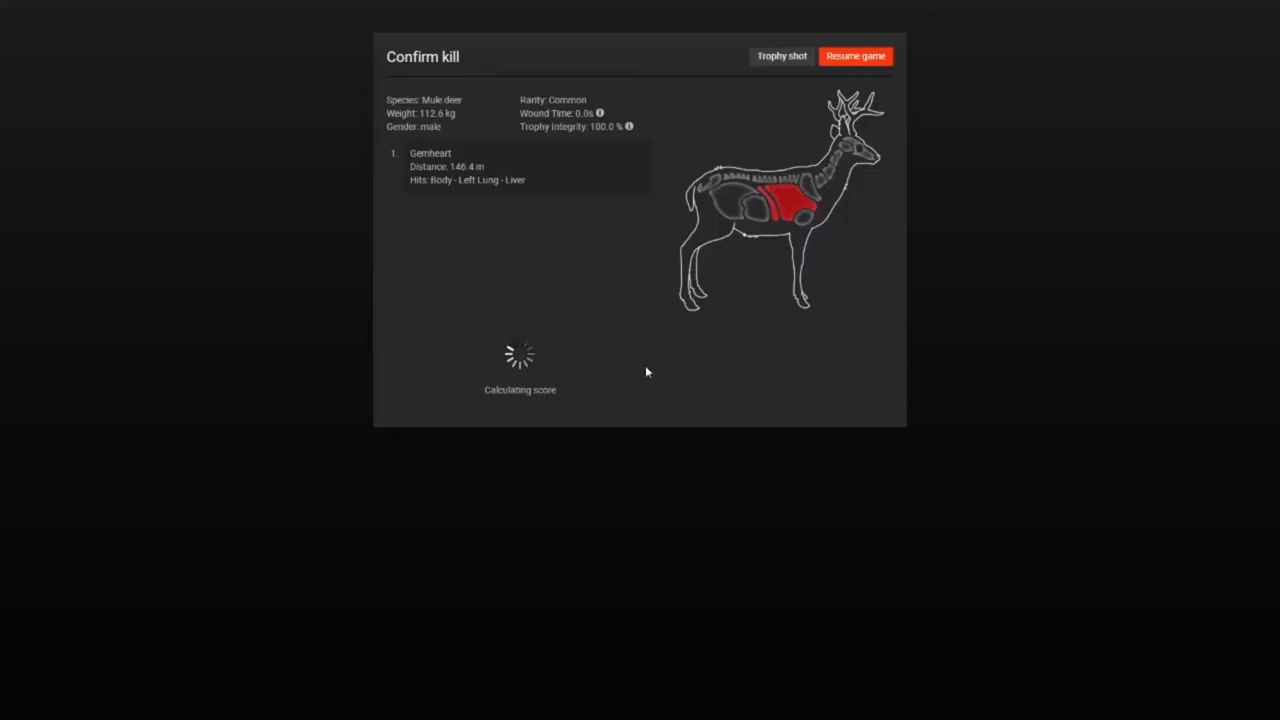 Confirm kill
Trophy shot
Resume game
Species: Mule deer
Rarity: Common
Weight: 112.6 kg
Wound Time: 0.0s
Gender: male
Trophy Integrity: 100.0 %
1. Gemheart
Distance: 146.4 m
Hits: Body - Left Lung - Liver
Calculating score